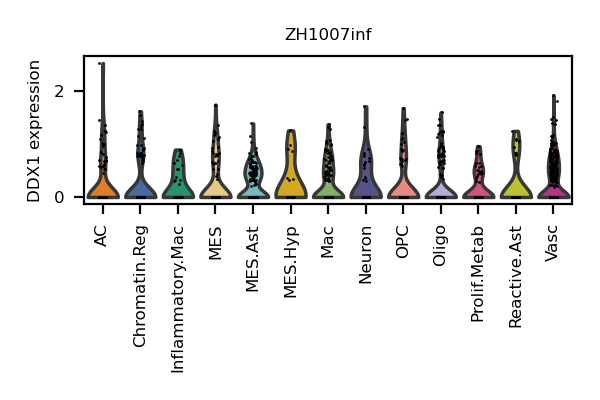 ZH1007inf
DDX1 expression
2
0
AC
Chromatin.Reg
Inflammatory.Mac
MES
MES.Ast
MES.Hyp
Mac
Neuron
OPC
Oligo
Prolif.Metab
Reactive.Ast
Vasc